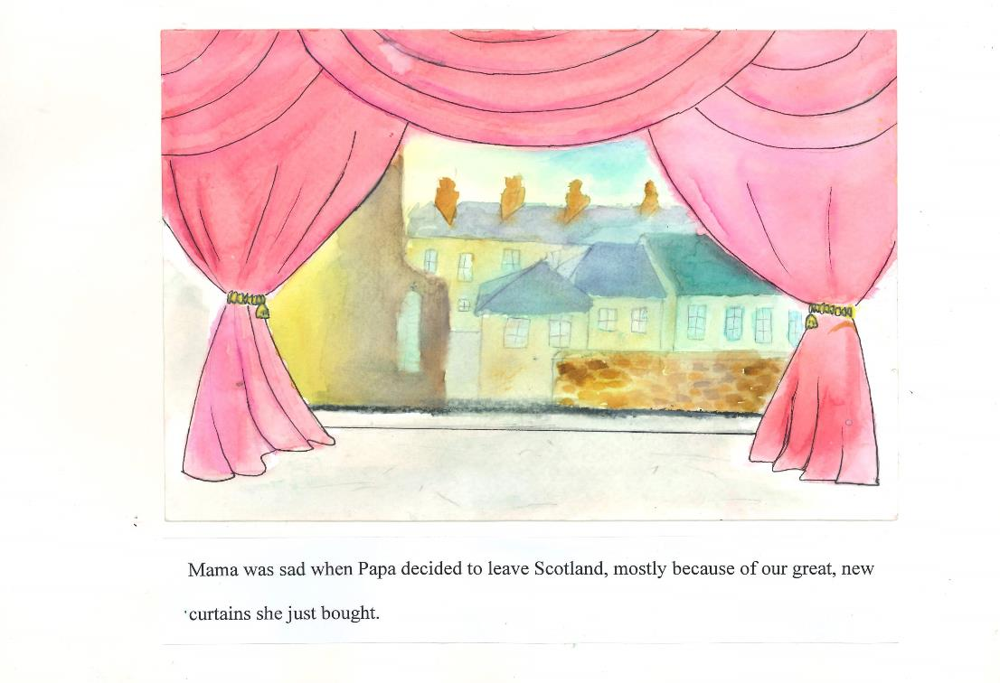 Mama was sad when Papa decided to leave Scotland, mostly because of our great, new
curtains she just bought.